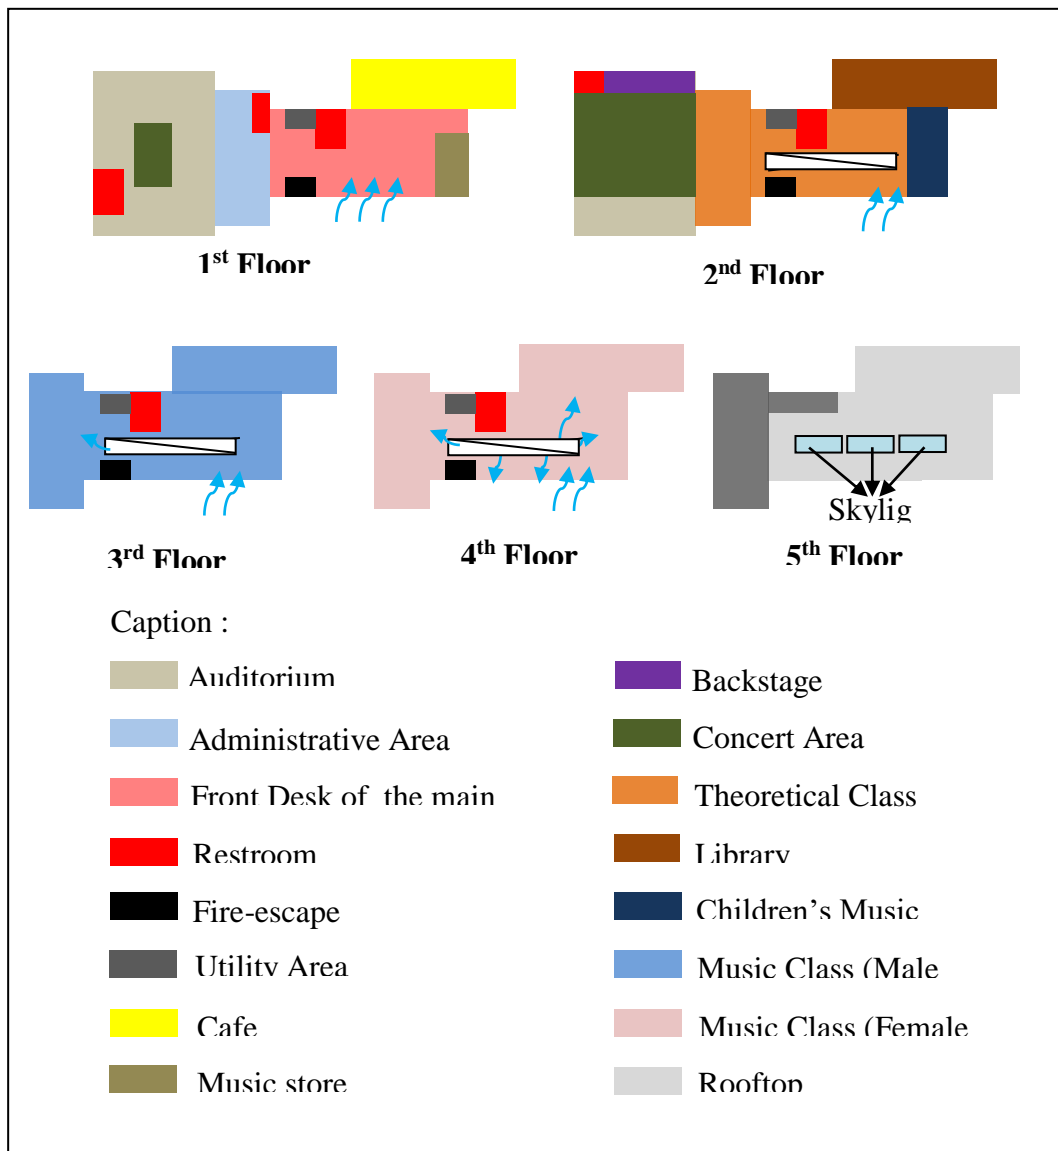 1st Floor
2nd Floor
Skylig
3rd Floor
4th Floor
5th Floor
Caption :
Auditorium
Backstage
Administrative Area
Concert Area
Front Desk of the main
Theoretical Class
Restroom
Library
Fire-escape
Children's Music
Utility Area
Music Class (Male
Cafe
Music Class (Female
Music store
Rooftop